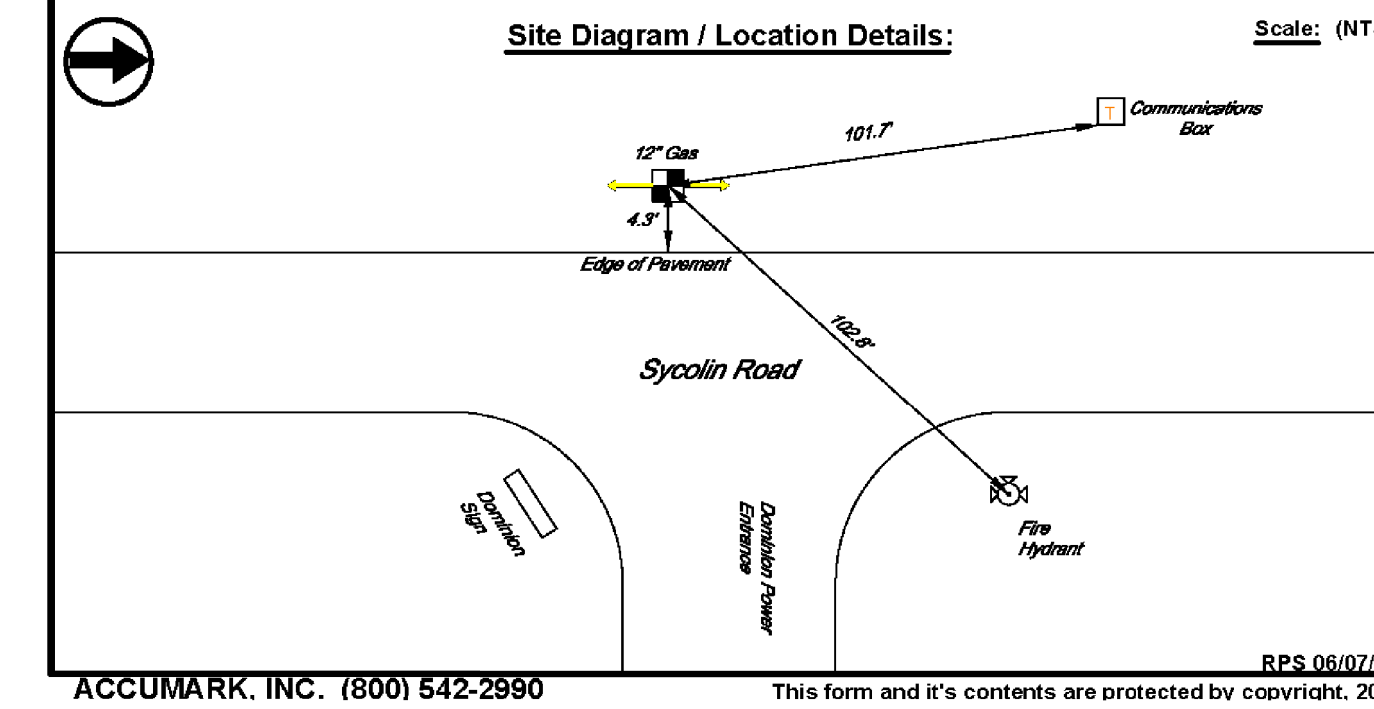 Site Diagram / Location Details:
Scale: (NT
T
Communications
Box
101.7'
12" Gas
4.3'
Edge of Pavement
102.8'
Sycolin Road
Dominion
Sign
Dominion Power
Entrance
Fire
Hydrant
RPS 06/07/
ACCUMARK, INC. (800) 542-2990
This form and it's contents are protected by copyright, 20